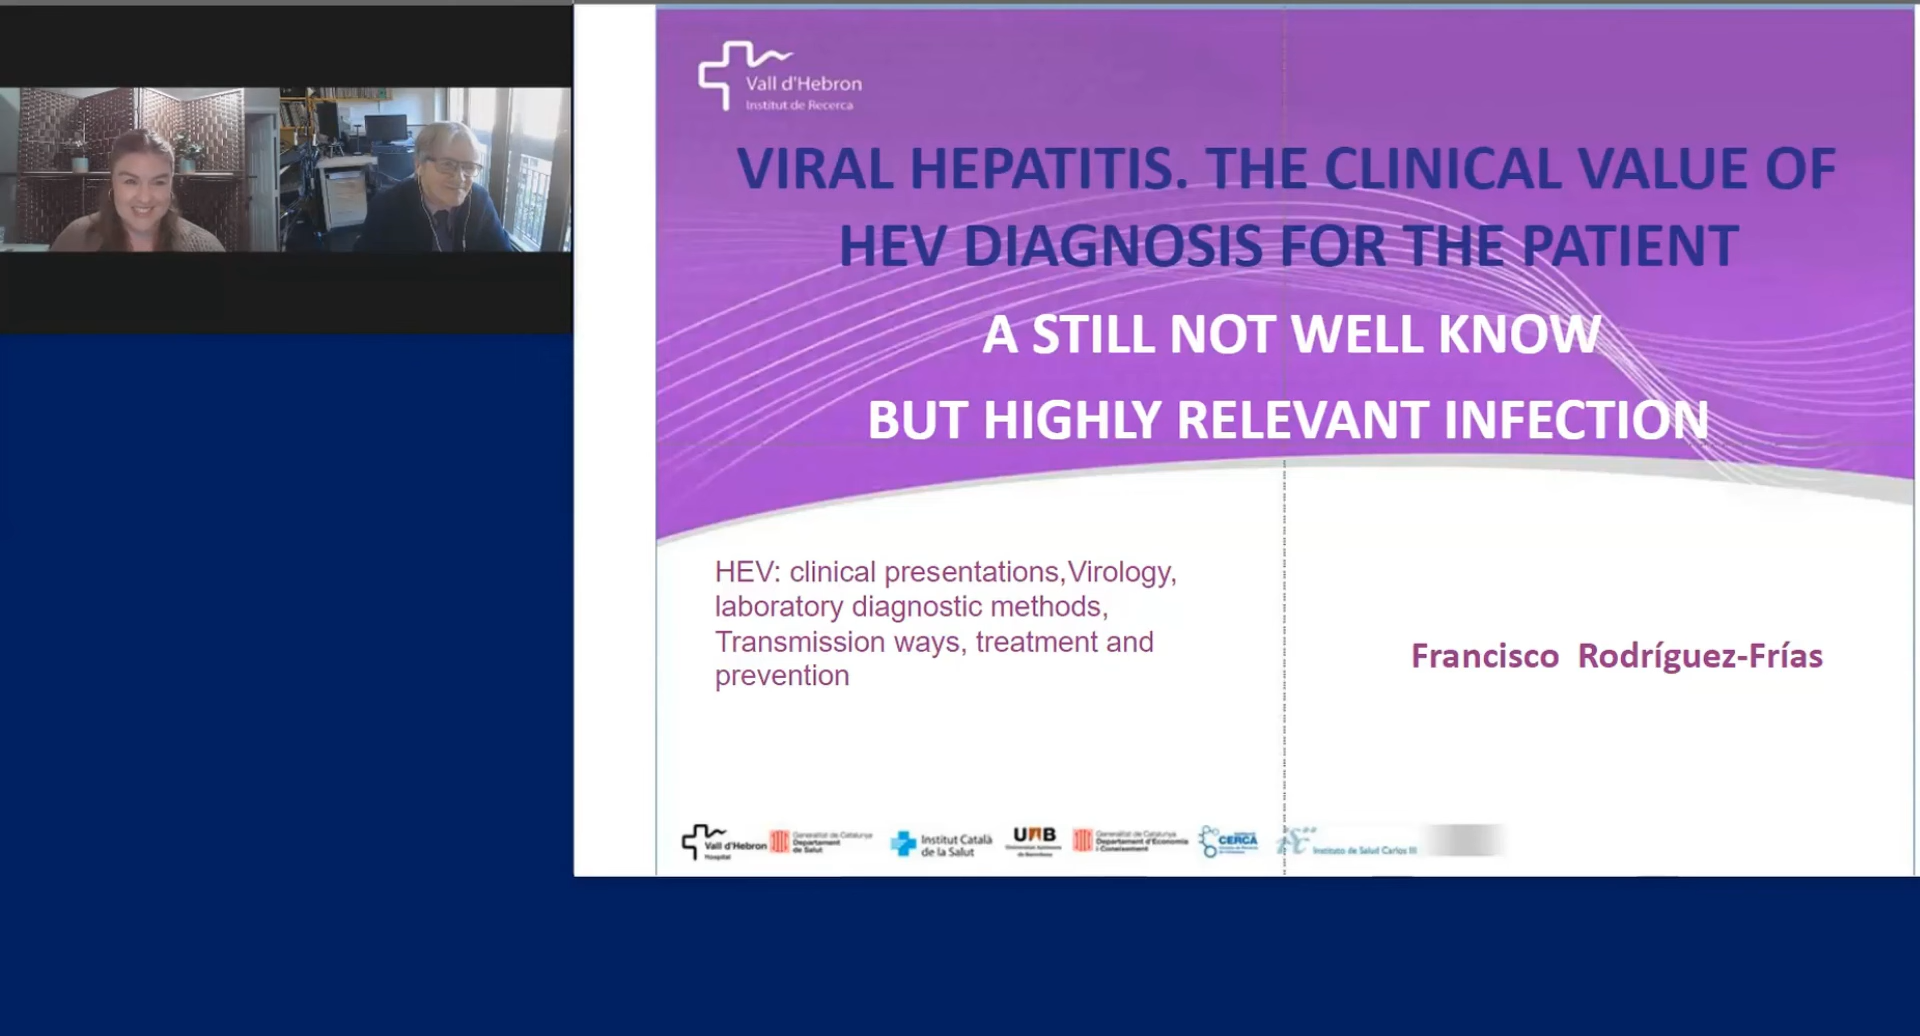 Vall d'Hebron
Institut de Recerca
VIRAL HEPATITIS. THE CLINICAL VALUE OF
HEV DIAGNOSIS FOR THE PATIENT
A STILL NOT WELL KNOW
BUT HIGHLY RELEVANT INFECTION
HEV: clinical presentations,Virology,
laboratory diagnostic methods,
Transmission ways, treatment and
prevention
Francisco Rodríguez-Frías
Vall d'Hebron
Hospital
Generalitat de Catalunya
Departament
de Salut
Institut Català
de la Salut
UAB
Universitat Autònoma
de Barcelona
Generalitat de Catalunya
Departament d'Economia
i Coneixement
CERCA
Instituto de Salud Carlos III